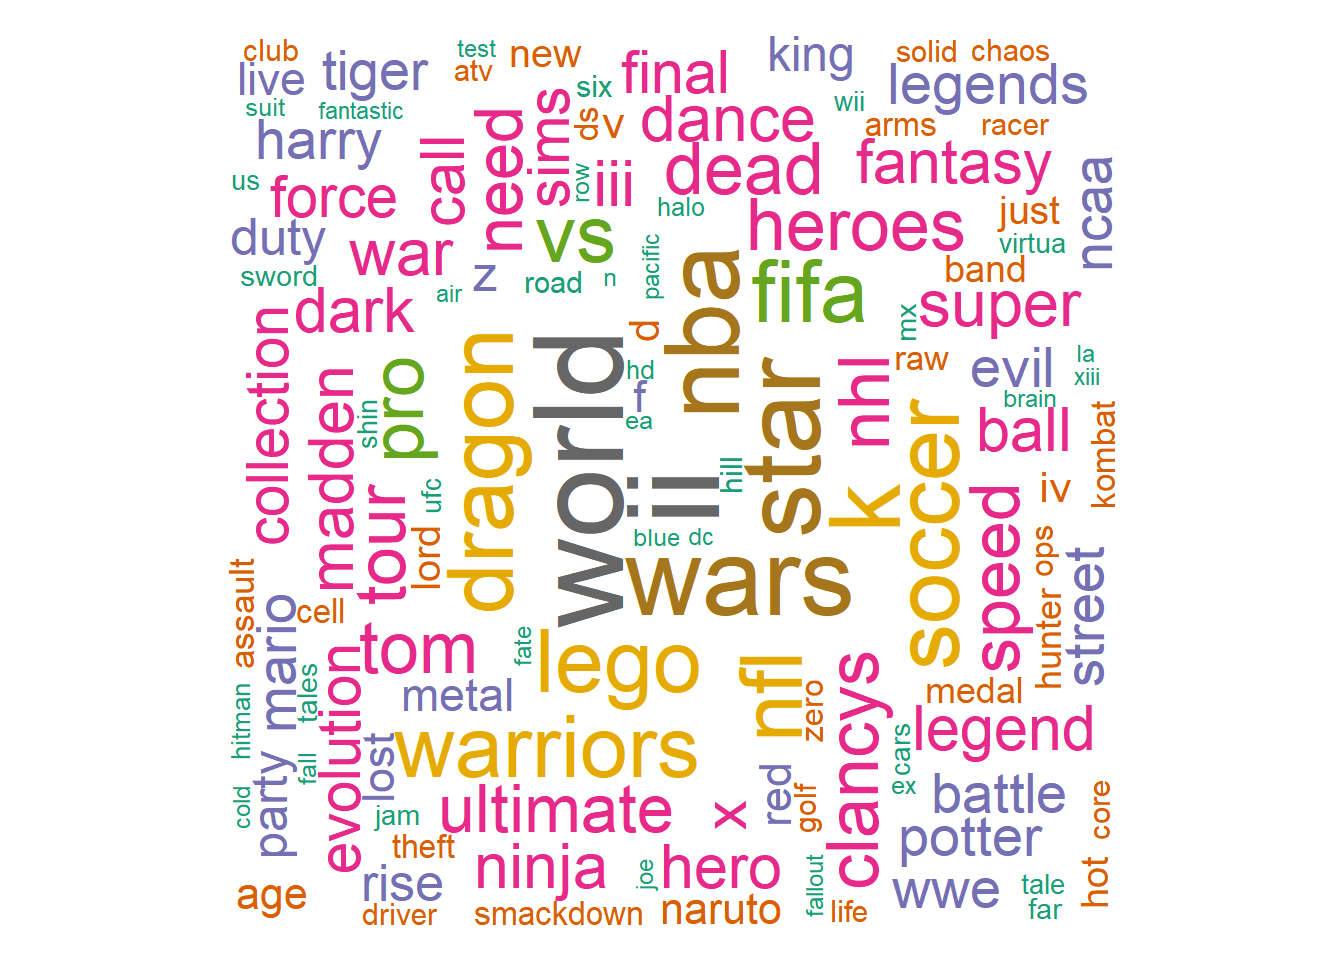 club
test
new
king
solid
chaos
live
tiger
atv
final
legends
suit
fantastic
six
wii
harry
call
need
sims
ds
v
dance
arms
racer
us
force
row
iii
dead
fantasy
ncaa
halo
just
duty
war
vs
heroes
virtua
sword
z
road
n
pacific
nba
fifa
band
air
dark
d
mx
super
collection
madden
pro
dragon
world
hd
star
nhl
raw
evil
la
xiii
shin
f
brain
ea
k
soccer
ball
kombat
ufc
tour
ii
hill
speed
iv
lord
blue
dc
wars
hunter
ops
street
assault
cell
mario
tom
fate
lego
nfl
clancys
medal
evolution
metal
zero
tales
legend
hitman
party
fall
lost
warriors
cars
red
ex
battle
cold
jam
ultimate
x
golf
core
theft
potter
ninja
joe
hero
hot
age
rise
fallout
wwe
tale
driver
smackdown
naruto
life
far